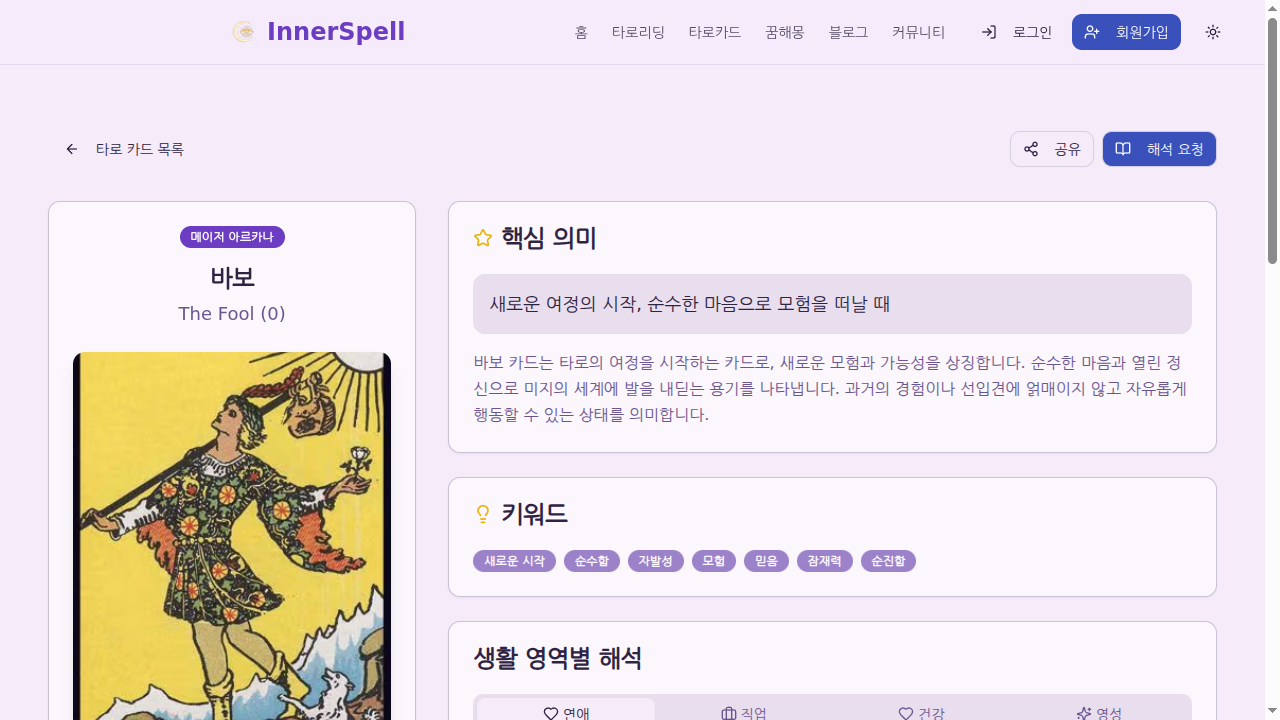 InnerSpell
홈
타로리딩
타로카드
꿈해몽
블로그
커뮤니티
로그인
회원가입
타로 카드 목록
공유
해석 요청
메이저 아르카나
바보
The Fool (0)
핵심 의미
새로운 여정의 시작, 순수한 마음으로 모험을 떠날 때
바보 카드는 타로의 여정을 시작하는 카드로, 새로운 모험과 가능성을 상징합니다. 순수한 마음과 열린 정
신으로 미지의 세계에 발을 내딛는 용기를 나타냅니다. 과거의 경험이나 선입견에 얽매이지 않고 자유롭게
행동할 수 있는 상태를 의미합니다.
키워드
새로운 시작
순수함
자발성
모험
믿음
잠재력
순진함
생활 영역별 해석
연애
직업
건강
영성